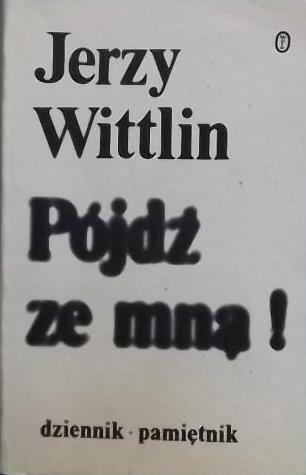 Jerzy
Wittlin
Pójdź
ze mną!
dziennik · pamiętnik